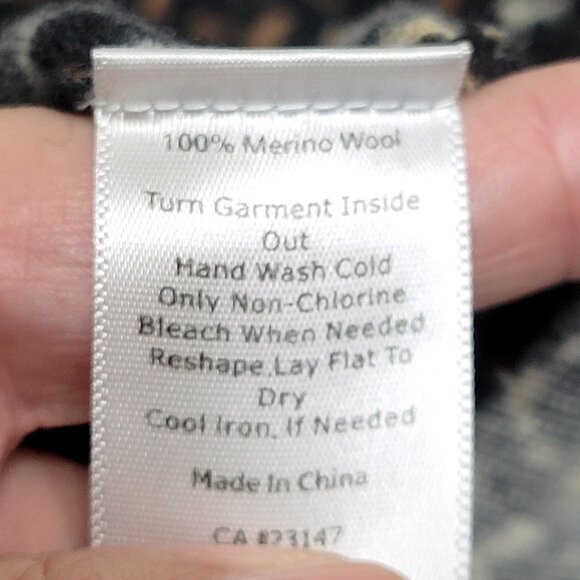 100% Merino Wool
Turn Garment Inside
Out
Hand Wash Cold
Only Non-Chlorine
Bleach When Needed
Reshape Lay Flat To
Dry
Cool Iron, If Needed
Made In China
CA #23147